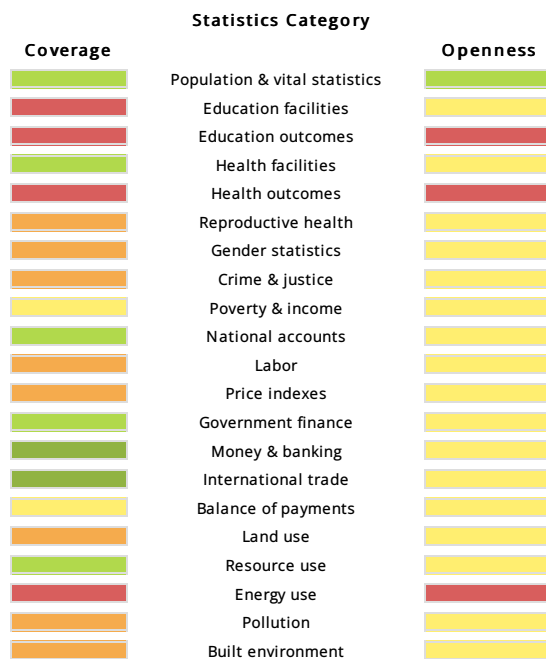 Statistics Category
Coverage Openness
Population & vital statistics
Education facilities
Education outcomes
Health facilities
Health outcomes
Reproductive health
Gender statistics
Crime & justice
Poverty & income
National accounts
Labor
Price indexes
Government finance
Money & banking
International trade
Balance of payments
Land use
Resource use
Energy use
Pollution
Built environment